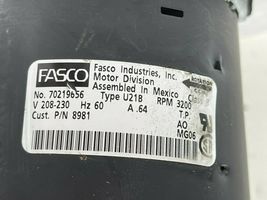 FASCO
Fasco Industries, Inc.
Motor Division
Assembled In Mexico
No. 70219656 Type U21B RPM 3200
V 208-230 Hz 60 A .64 T.P.
Cust. P/N 8981 AO
MG06